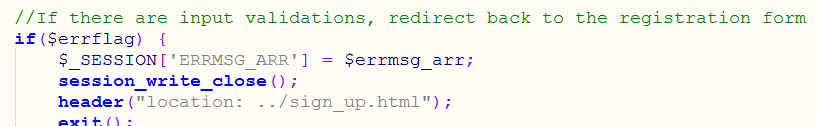 //If there are input validations, redirect back to the registration form
if($errflag) {
$_SESSION['ERRMSG_ARR'] = $errmsg_arr;
session_write_close();
header("location: ../sign_up.html");
exit();